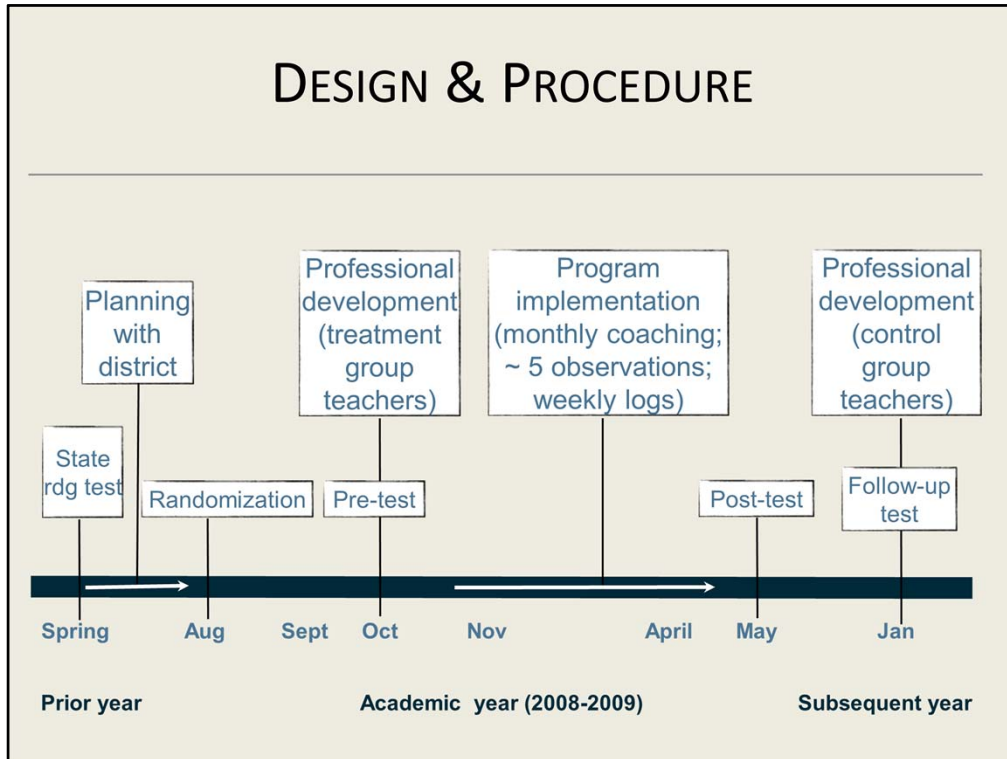 DESIGN & PROCEDURE
Planning
with
district
Professional
development
(treatment
group
teachers)
Program
implementation
(monthly coaching;
~ 5 observations;
weekly logs)
Professional
development
(control
group
teachers)
State
rdg test
Randomization
Pre-test
Post-test
Follow-up
test
Spring Aug Sept Oct Nov April May Jan
Prior year Academic year (2008-2009) Subsequent year